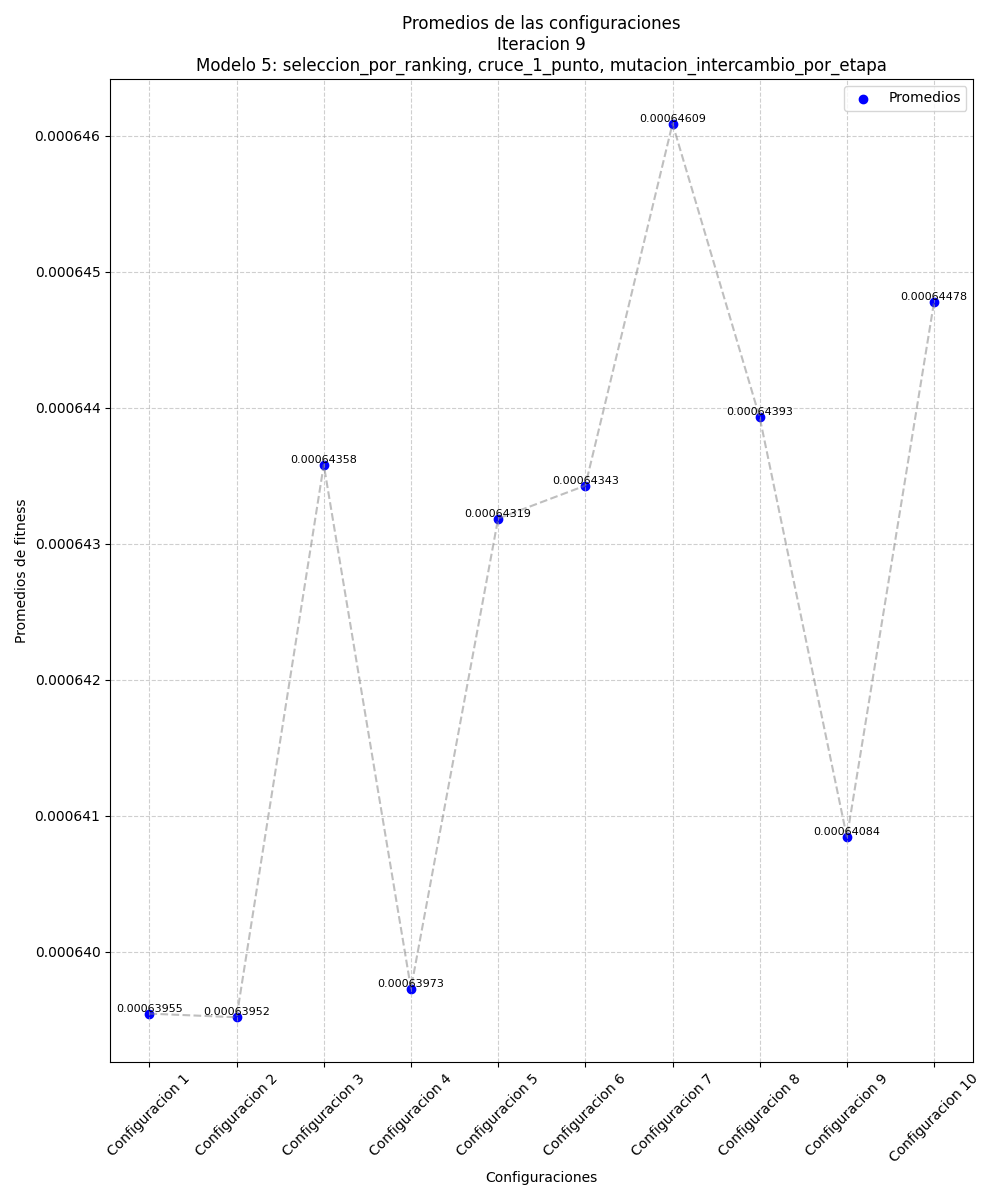 Promedios de las configuraciones
Iteracion 9
Modelo 5: seleccion_por_ranking, cruce_1_punto, mutacion_intercambio_por_etapa
Promedios
0.000646
0.000645
0.000644
0.000643
0.000642
0.000641
0.000640
Promedios de fitness
0.00063955
0.00063952
0.00064358
0.00063973
0.00064319
0.00064343
0.00064609
0.00064393
0.00064084
0.00064478
Configuracion 1
Configuracion 2
Configuracion 3
Configuracion 4
Configuracion 5
Configuracion 6
Configuracion 7
Configuracion 8
Configuracion 9
Configuracion 10
Configuraciones